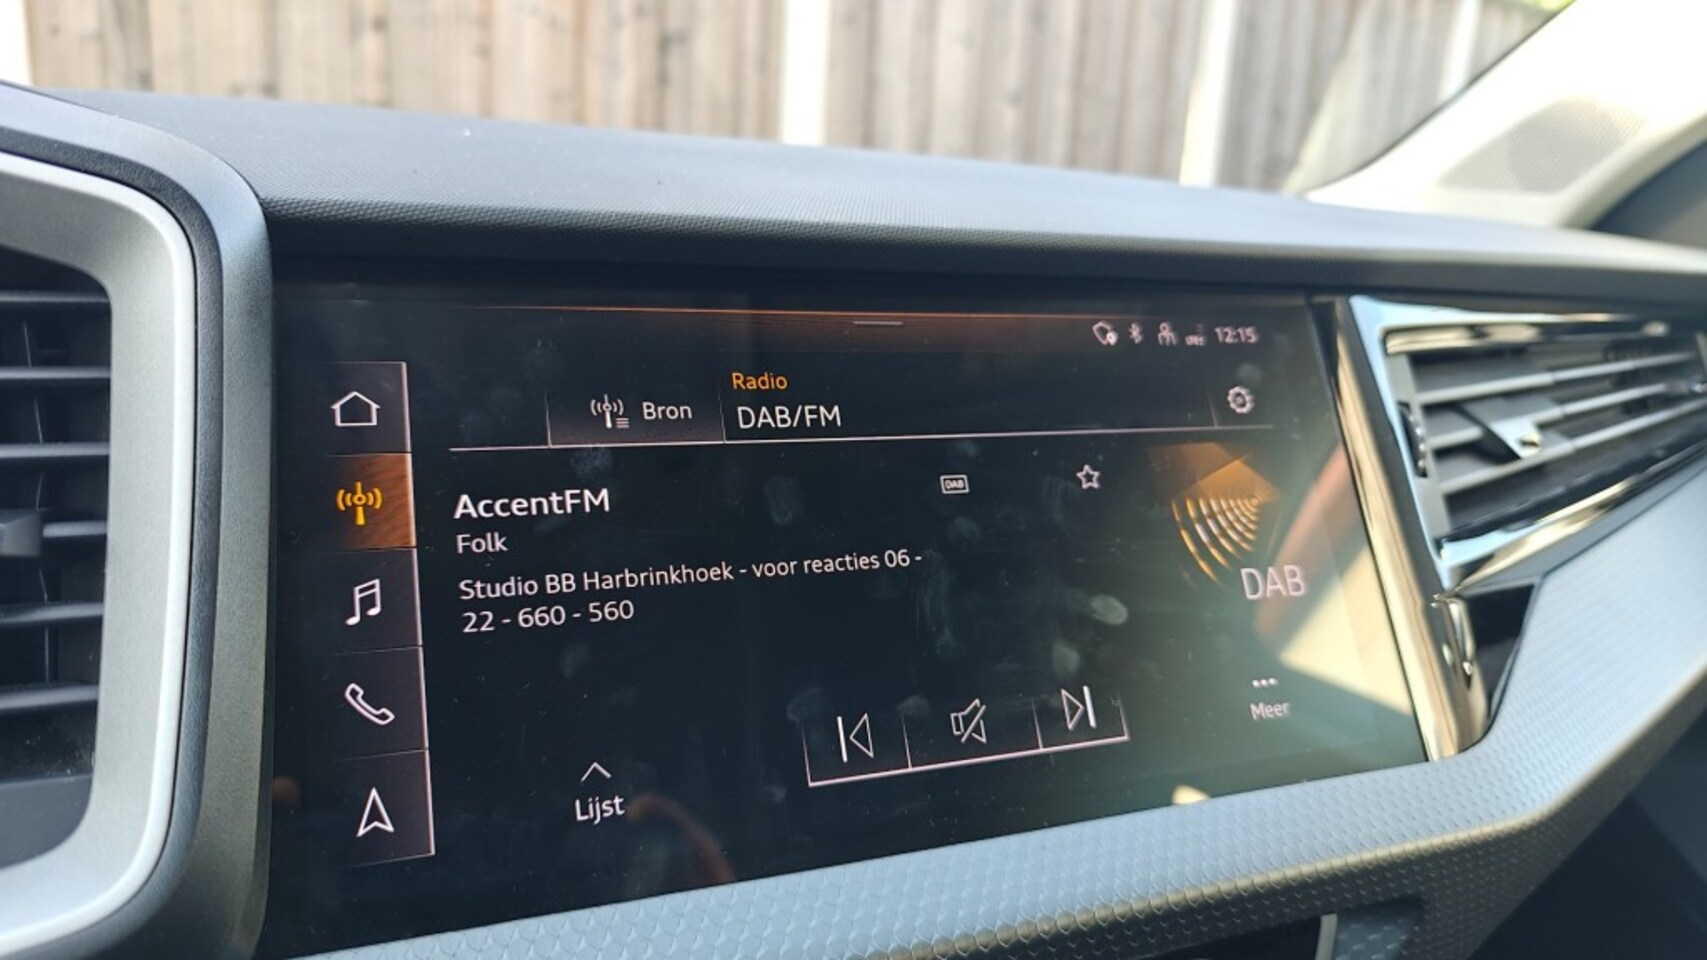 12:15
Radio
Bron
DAB/FM
AccentFM
DAB
Folk
Studio BB Harbrinkhoek - voor reacties 06 -
22 - 660 - 560
DAB
Meer
Lijst